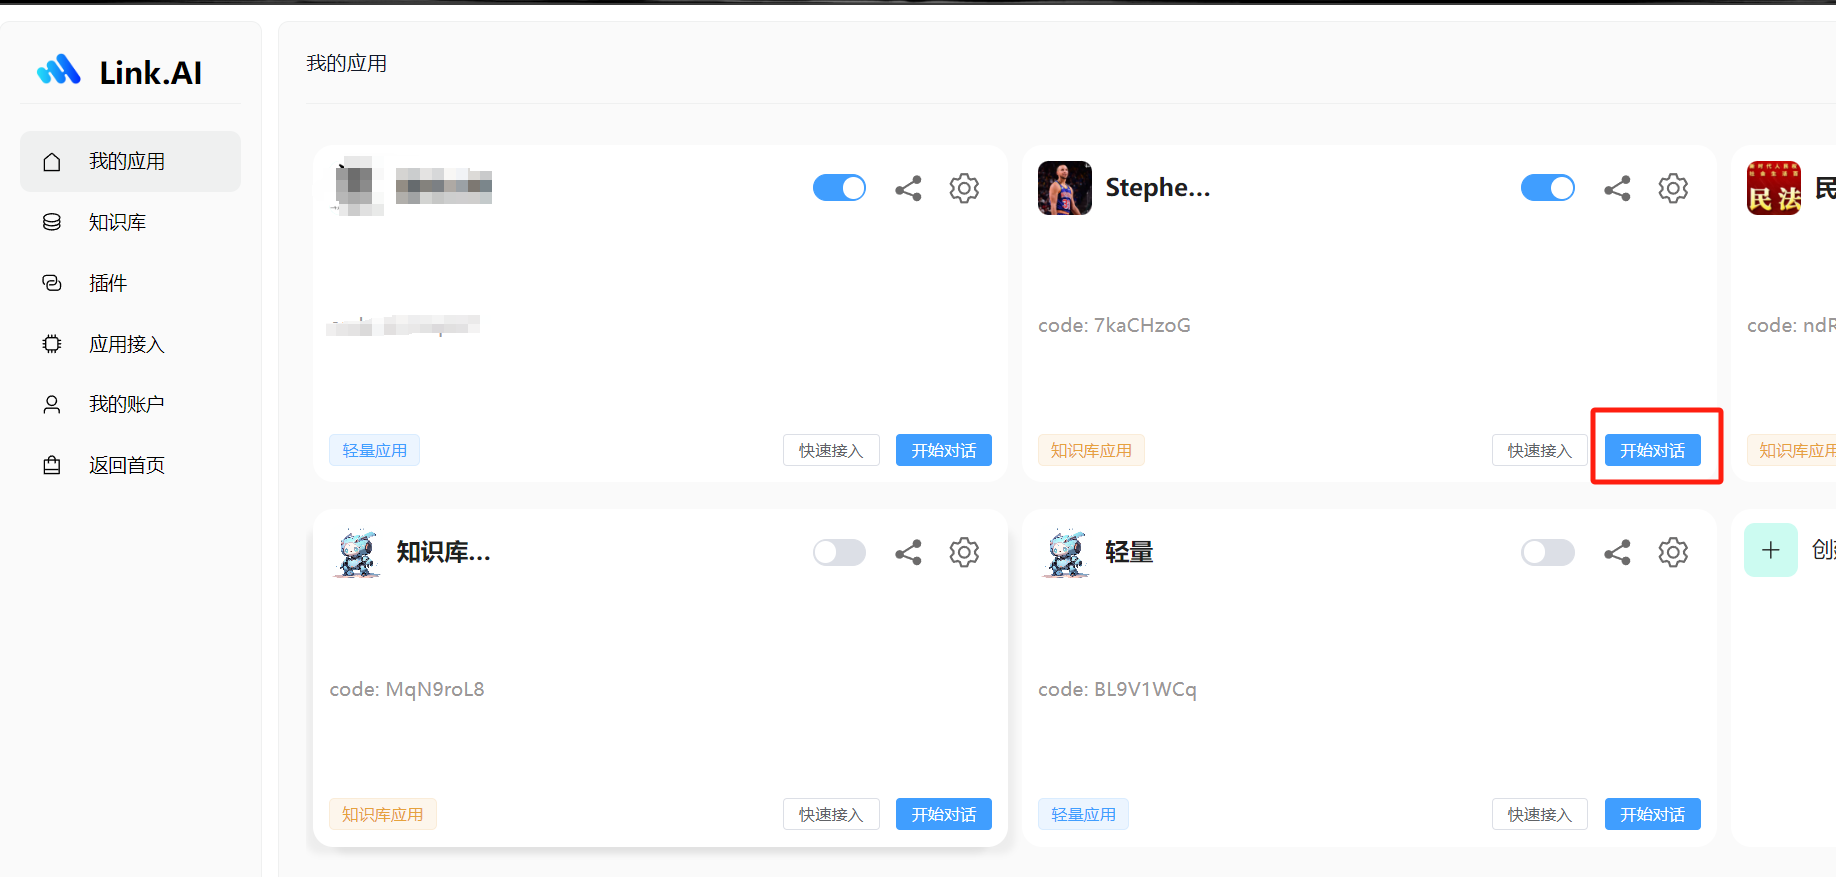 Link.AI
我的应用
知识库
插件
应用接入
我的账户
返回首页
我的应用
轻量应用
快速接入
开始对话
Stephe...
code: 7kaCHzoG
知识库应用
快速接入
开始对话
民法
民
code: ndR
知识库应用
知识库...
code: MqN9roL8
知识库应用
快速接入
开始对话
轻量
code: BL9V1WCq
轻量应用
快速接入
开始对话
创建